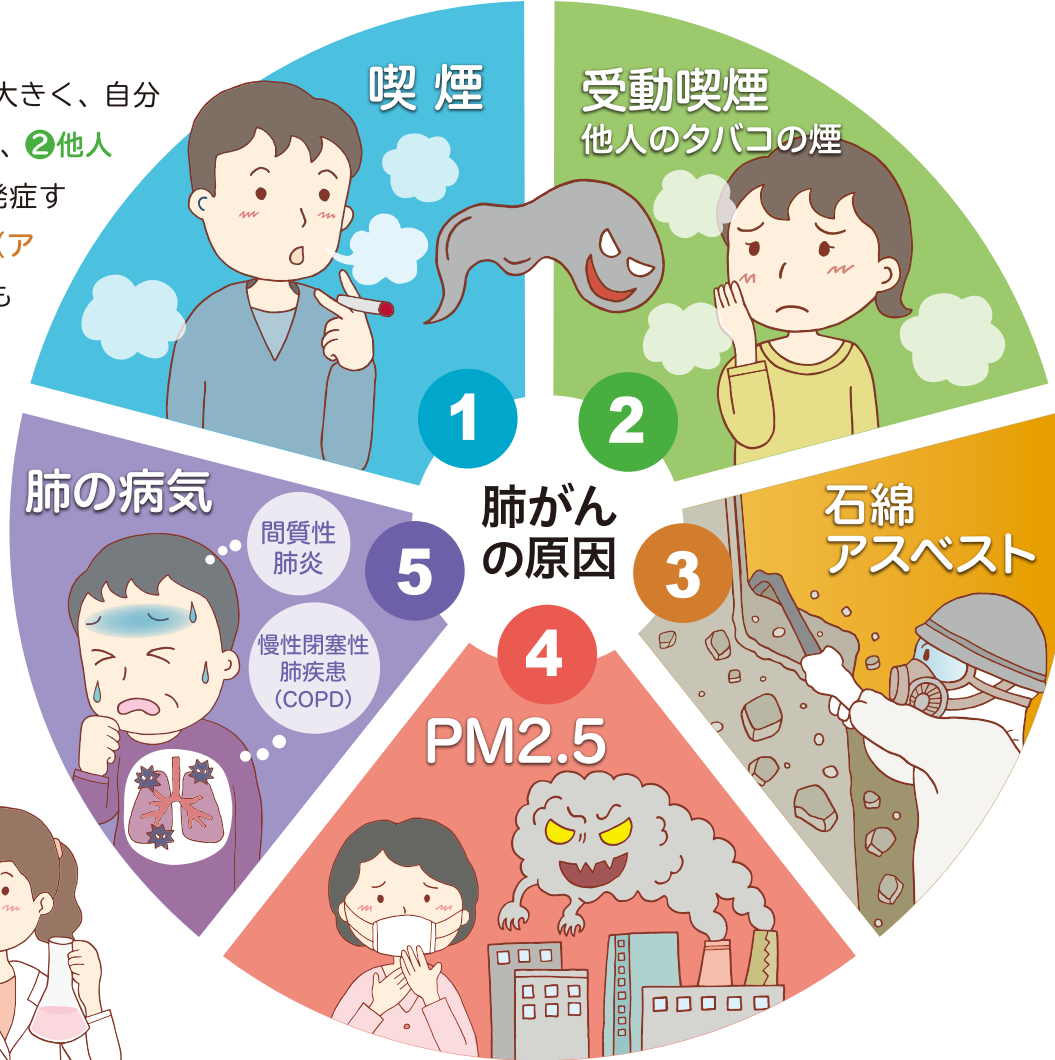 大きく、自分
、❷他人
発症す
（ア
も
喫 煙
1
受動喫煙
他人のタバコの煙
2
肺がん
の原因
石綿
アスベスト
3
PM2.5
4
肺の病気
間質性
肺炎
慢性閉塞性
肺疾患
（COPD）
5